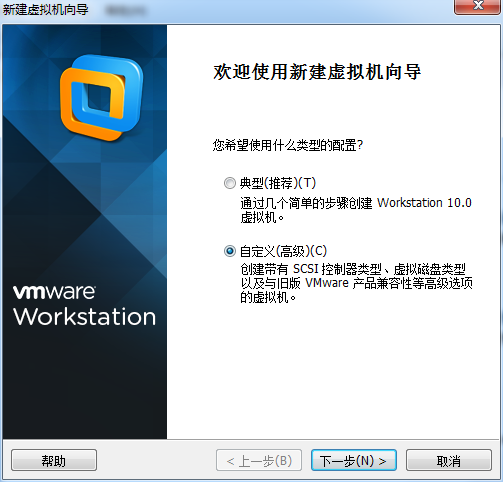 新建虚拟机向导
欢迎使用新建虚拟机向导
您希望使用什么类型的配置?
典型(推荐)(T)
通过几个简单的步骤创建 Workstation 10.0
虚拟机。
自定义(高级)(C)
创建带有 SCSI 控制器类型、虚拟磁盘类型
以及与旧版 VMware 产品兼容性等高级选项
的虚拟机。
vmware
Workstation
帮助
< 上一步(B)
下一步(N) >
取消